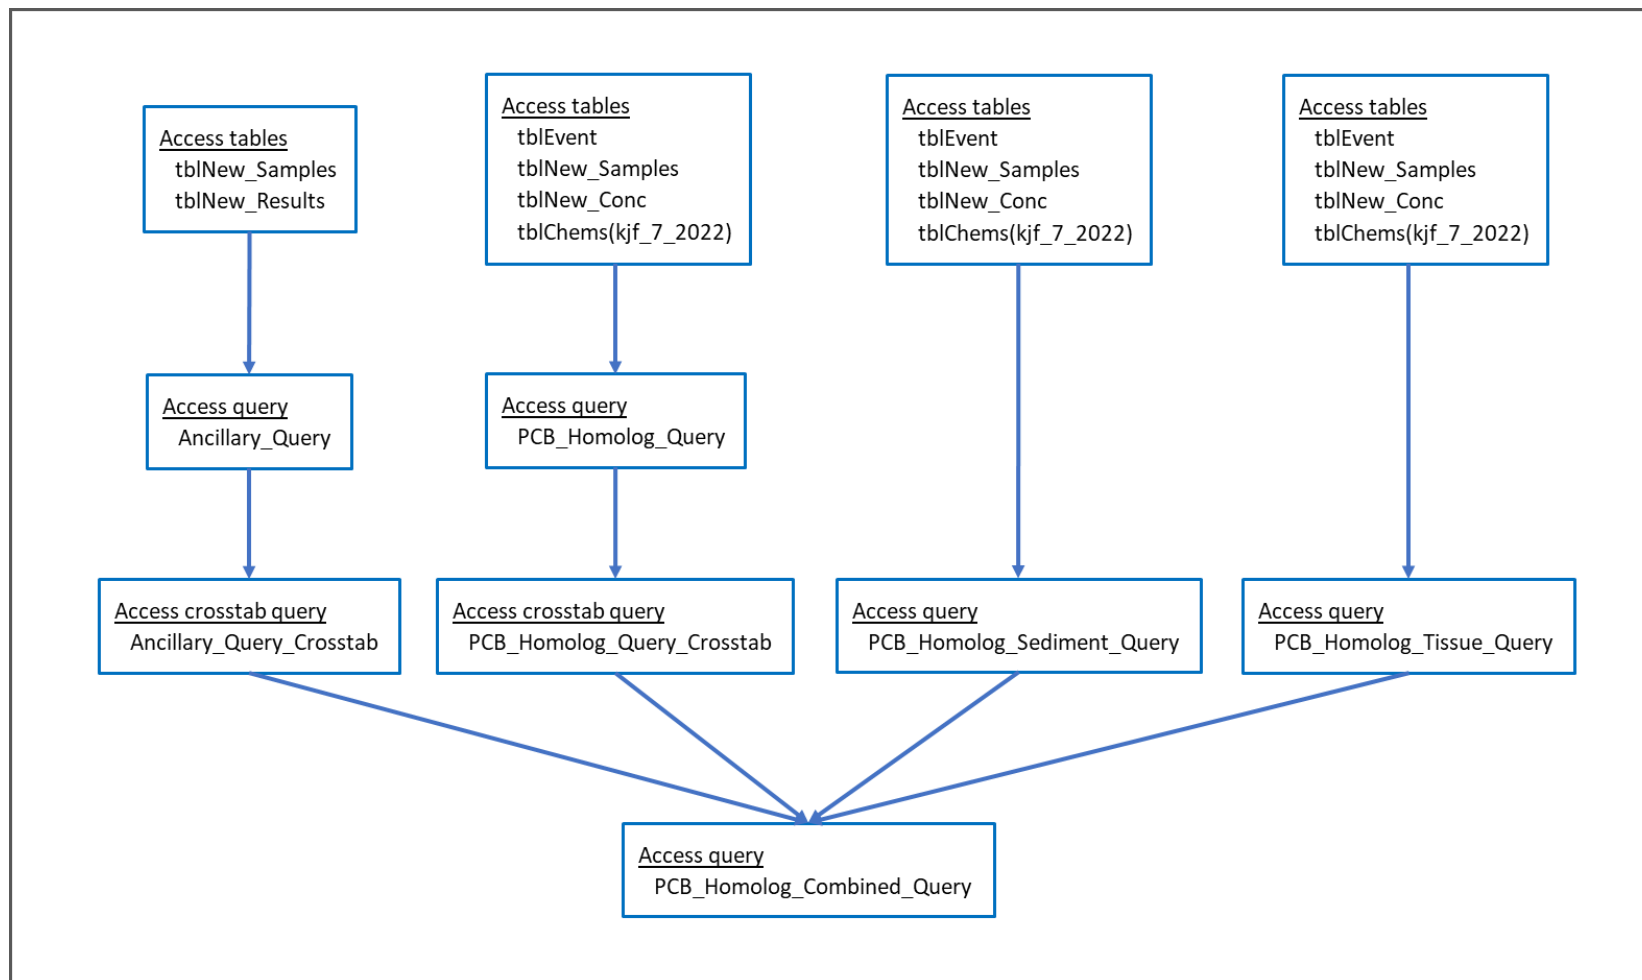 Access tables
tblNew_Samples
tblNew_Results
Access tables
tblEvent
tblNew_Samples
tblNew_Conc
tblChems(kjf_7_2022)
Access tables
tblEvent
tblNew_Samples
tblNew_Conc
tblChems(kjf_7_2022)
Access tables
tblEvent
tblNew_Samples
tblNew_Conc
tblChems(kjf_7_2022)
Access query
Ancillary_Query
Access query
PCB_Homolog_Query
Access crosstab query
Ancillary_Query_Crosstab
Access crosstab query
PCB_Homolog_Query_Crosstab
Access query
PCB_Homolog_Sediment_Query
Access query
PCB_Homolog_Tissue_Query
Access query
PCB_Homolog_Combined_Query